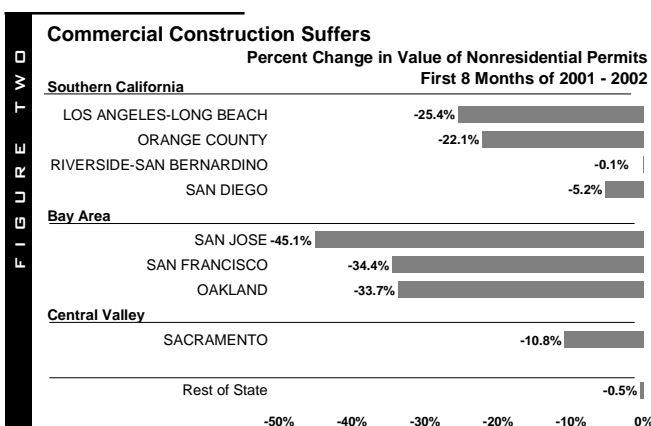 FIGURE TWO
Commercial Construction Suffers
Percent Change in Value of Nonresidential Permits
First 8 Months of 2001 - 2002
Southern California
LOS ANGELES-LONG BEACH -25.4%
ORANGE COUNTY -22.1%
RIVERSIDE-SAN BERNARDINO -0.1%
SAN DIEGO -5.2%
Bay Area
SAN JOSE -45.1%
SAN FRANCISCO -34.4%
OAKLAND -33.7%
Central Valley
SACRAMENTO -10.8%
Rest of State -0.5%
-50% -40% -30% -20% -10% 0%